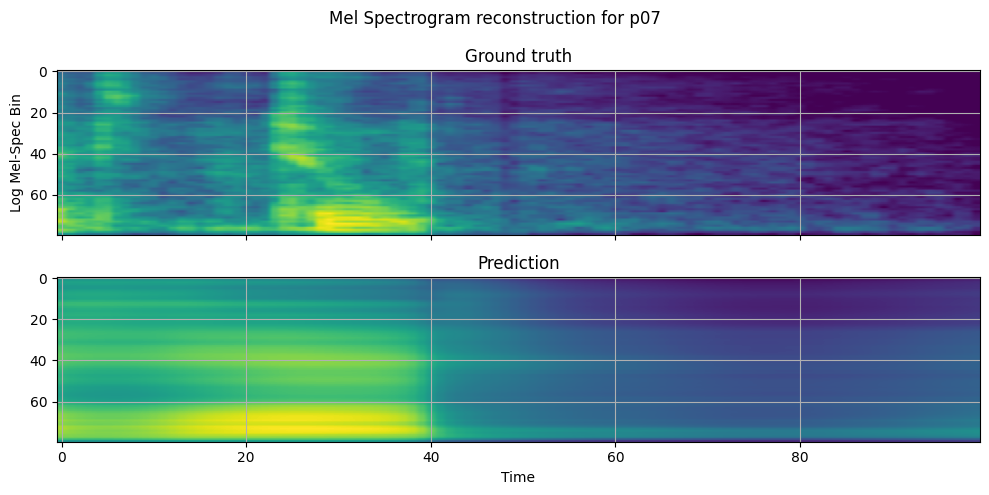 Mel Spectrogram reconstruction for p07
Ground truth
0
20
40
60
Log Mel-Spec Bin
Prediction
0
20
40
60
0 20 40 60 80
Time